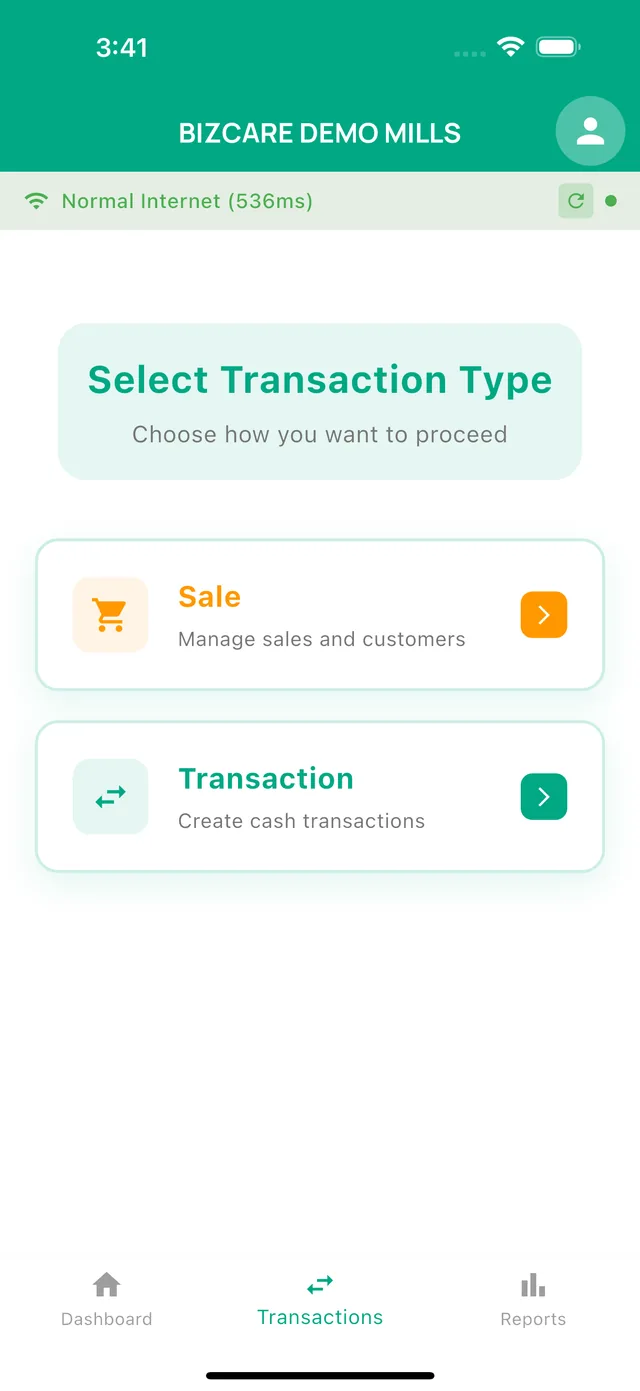 3:41
BIZCARE DEMO MILLS
Normal Internet (536ms)
Select Transaction Type
Choose how you want to proceed
Sale
Manage sales and customers
Transaction
Create cash transactions
Dashboard
Transactions
Reports